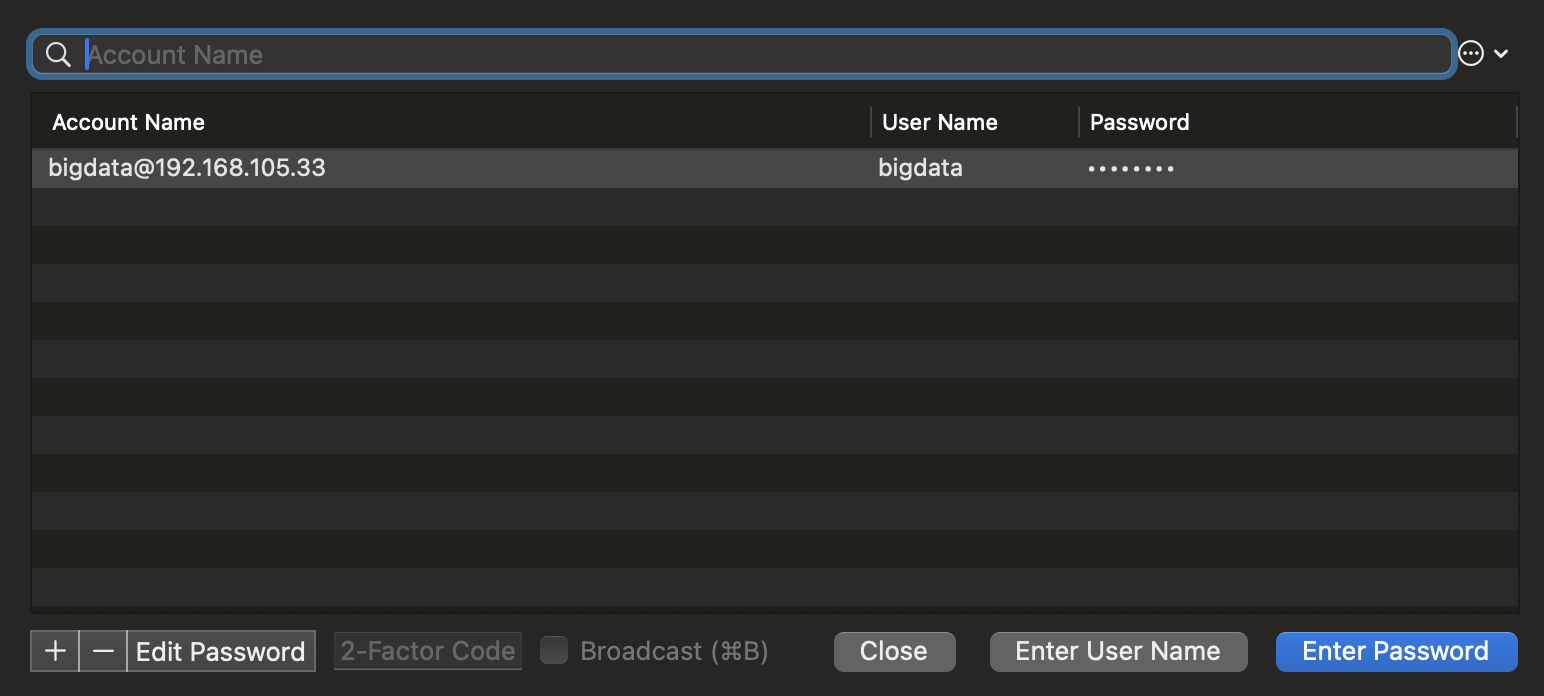 Account Name
Account Name User Name Password
bigdata@192.168.105.33 bigdata ••••••••
+ − Edit Password 2-Factor Code Broadcast (⌘B) Close Enter User Name Enter Password